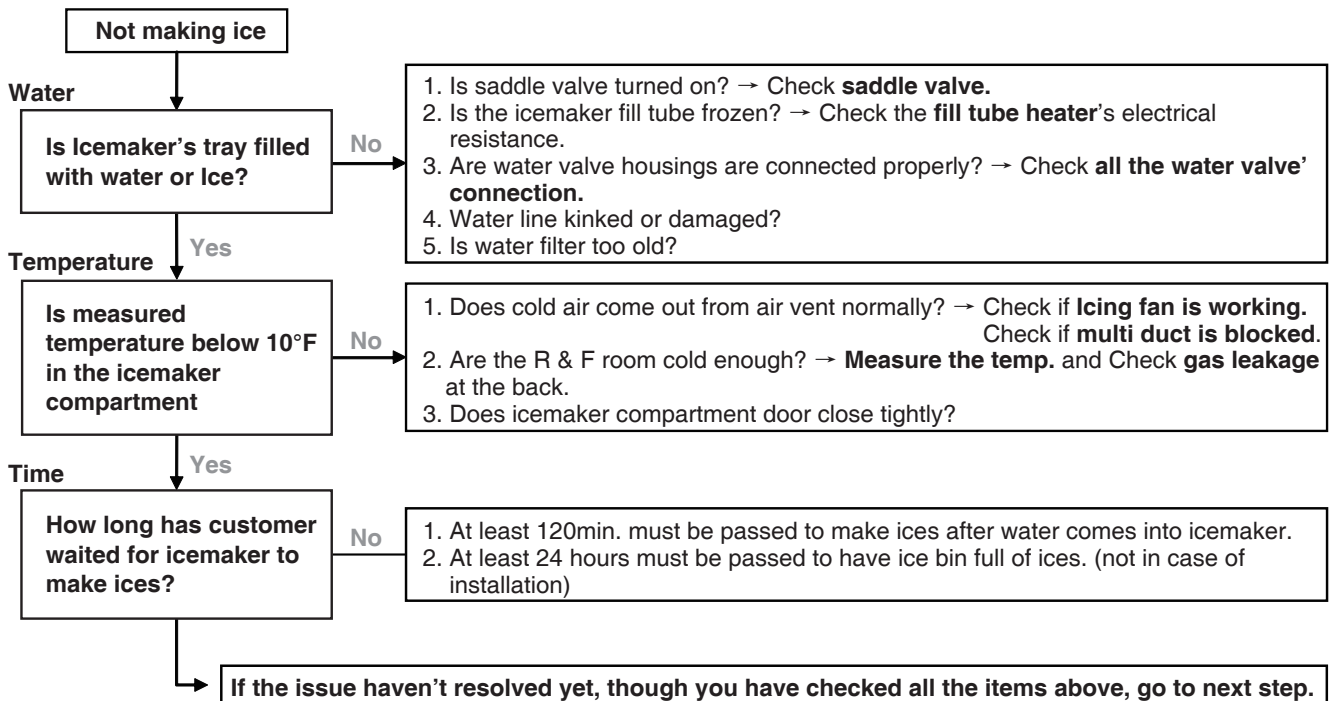 Not making ice
Water
Is Icemaker's tray filled
with water or Ice?
No
1. Is saddle valve turned on? → Check saddle valve.
2. Is the icemaker fill tube frozen? → Check the fill tube heater's electrical
resistance.
3. Are water valve housings are connected properly? → Check all the water valve'
connection.
4. Water line kinked or damaged?
5. Is water filter too old?
Yes
Temperature
Is measured
temperature below 10°F
in the icemaker
compartment
No
1. Does cold air come out from air vent normally? → Check if Icing fan is working.
Check if multi duct is blocked.
2. Are the R & F room cold enough? → Measure the temp. and Check gas leakage
at the back.
3. Does icemaker compartment door close tightly?
Yes
Time
How long has customer
waited for icemaker to
make ices?
No
1. At least 120min. must be passed to make ices after water comes into icemaker.
2. At least 24 hours must be passed to have ice bin full of ices. (not in case of
installation)
If the issue haven't resolved yet, though you have checked all the items above, go to next step.